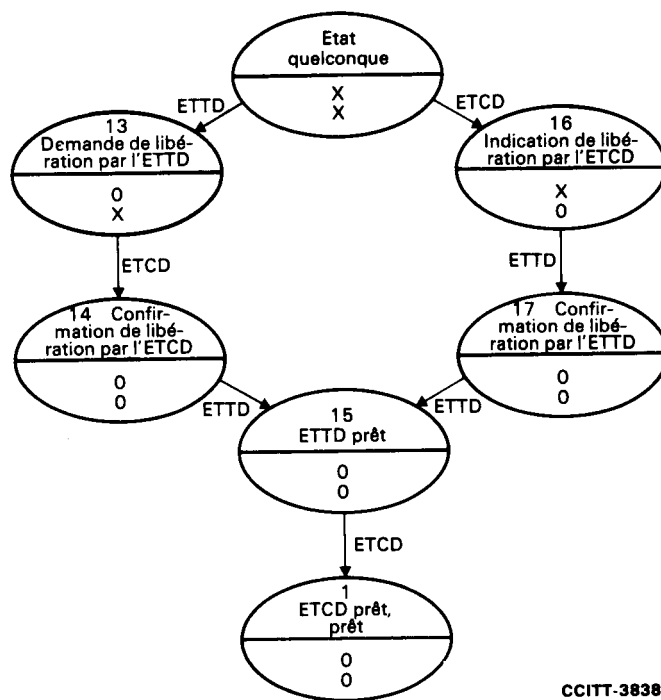 Etat
quelconque
X
X
ETTD
ETCD
13
Demande de libé-
ration par l'ETTD
0
X
16
Indication de libé-
ration par l'ETCD
X
0
ETCD
ETTD
14 Confir-
mation de libé-
ration par l'ETCD
0
0
17 Confir-
mation de libé-
ration par l'ETTD
0
0
ETTD
ETTD
15
ETTD prêt
0
0
ETCD
1
ETCD prêt,
prêt
0
0
CCITT-3838